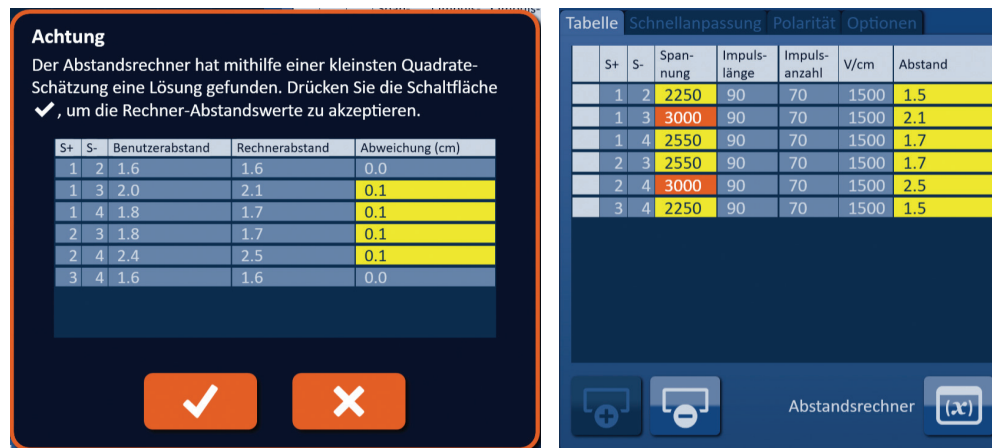 Achtung
Der Abstandsrechner hat mithilfe einer kleinsten Quadrate-
Schätzung eine Lösung gefunden. Drücken Sie die Schaltfläche
✔, um die Rechner-Abstandswerte zu akzeptieren.
S+ S- Benutzerabstand Rechnerabstand Abweichung (cm)
1 2 1.6 1.6 0.0
1 3 2.0 2.1 0.1
1 4 1.8 1.7 0.1
2 3 1.8 1.7 0.1
2 4 2.4 2.5 0.1
3 4 1.6 1.6 0.0
Tabelle Schnellanpassung Polarität Optionen
S+ S- Span-
nung Impuls-
länge Impuls-
anzahl V/cm Abstand
1 2 2250 90 70 1500 1.5
1 3 3000 90 70 1500 2.1
1 4 2550 90 70 1500 1.7
2 3 2550 90 70 1500 1.7
2 4 3000 90 70 1500 2.5
3 4 2250 90 70 1500 1.5
Abstandsrechner (x)